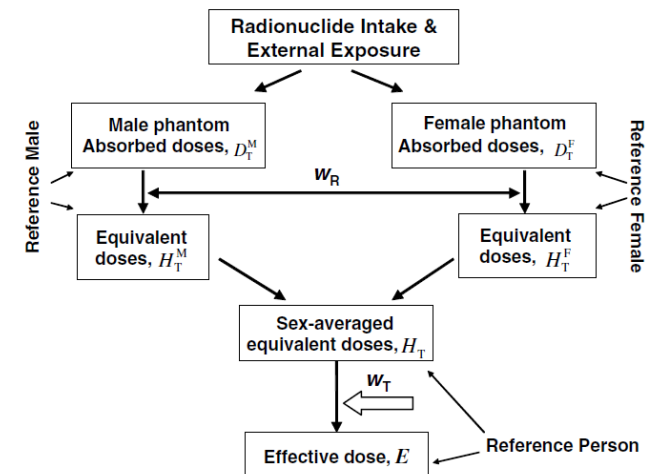 Radionuclide Intake &
External Exposure
Male phantom
Absorbed doses, D_T^M
Female phantom
Absorbed doses, D_T^F
Reference Male
w_R
Reference Female
Equivalent
doses, H_T^M
Equivalent
doses, H_T^F
Sex-averaged
equivalent doses, H_T
w_T
Reference Person
Effective dose, E